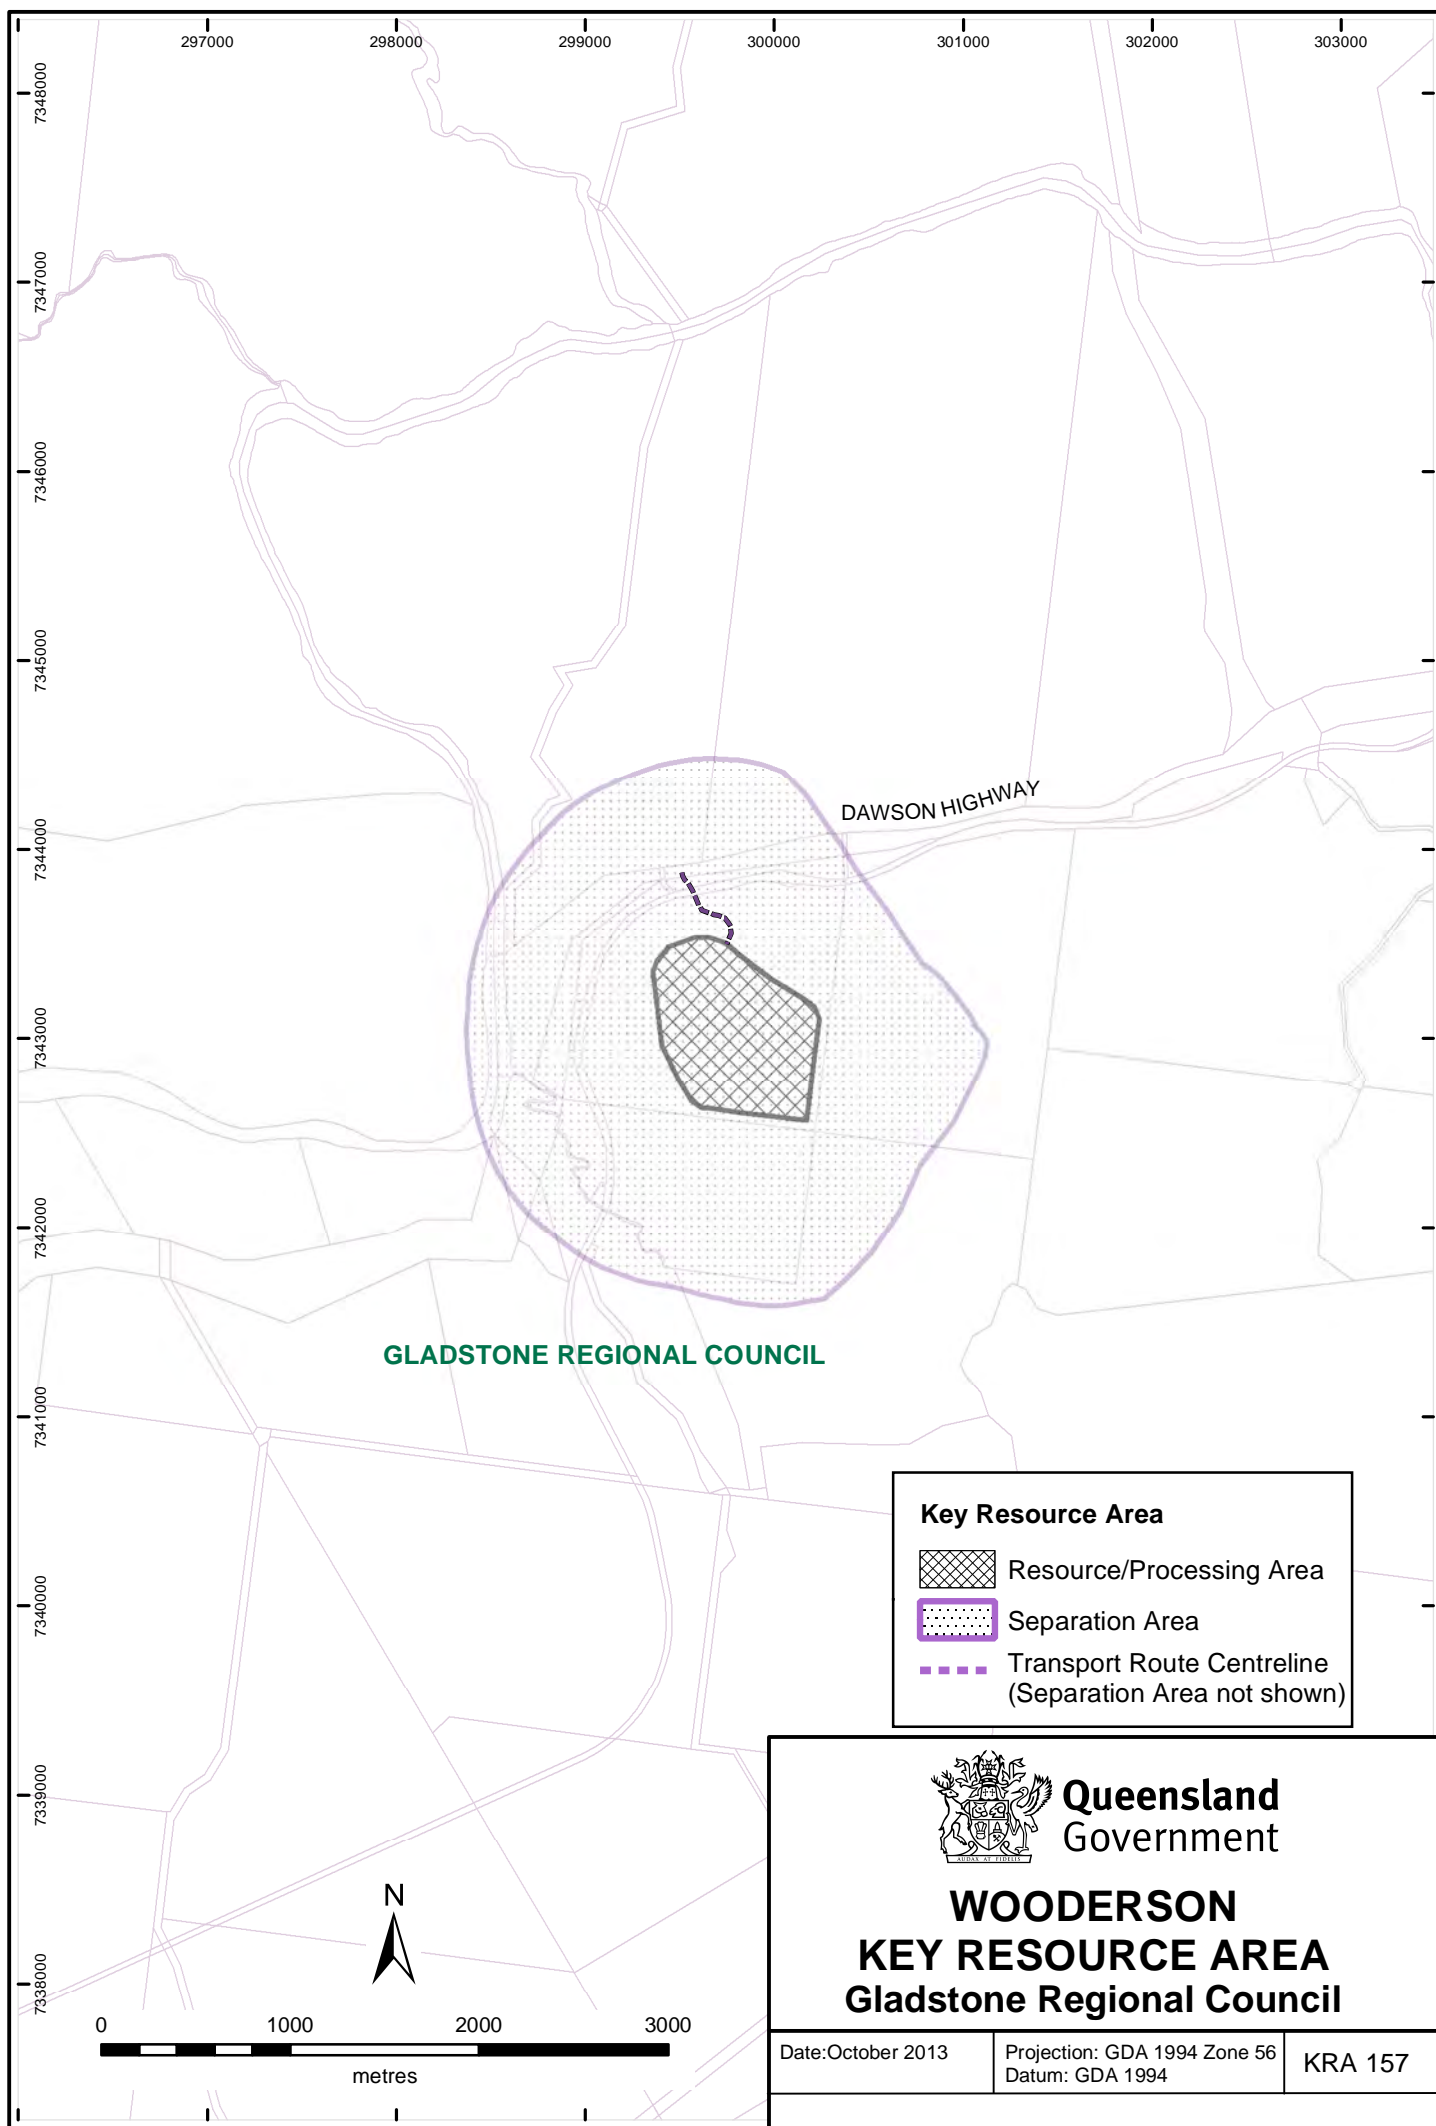 297000
298000
299000
300000
301000
302000
303000
7348000
7347000
7346000
7345000
7344000
7343000
7342000
7341000
7340000
7339000
7338000
DAWSON HIGHWAY
GLADSTONE REGIONAL COUNCIL
Key Resource Area
Resource/Processing Area
Separation Area
Transport Route Centreline
(Separation Area not shown)
N
0
1000
2000
3000
metres
AUDAX AT FIDELIS
Queensland
Government
WOODERSON
KEY RESOURCE AREA
Gladstone Regional Council
Date:October 2013
Projection: GDA 1994 Zone 56
Datum: GDA 1994
KRA 157